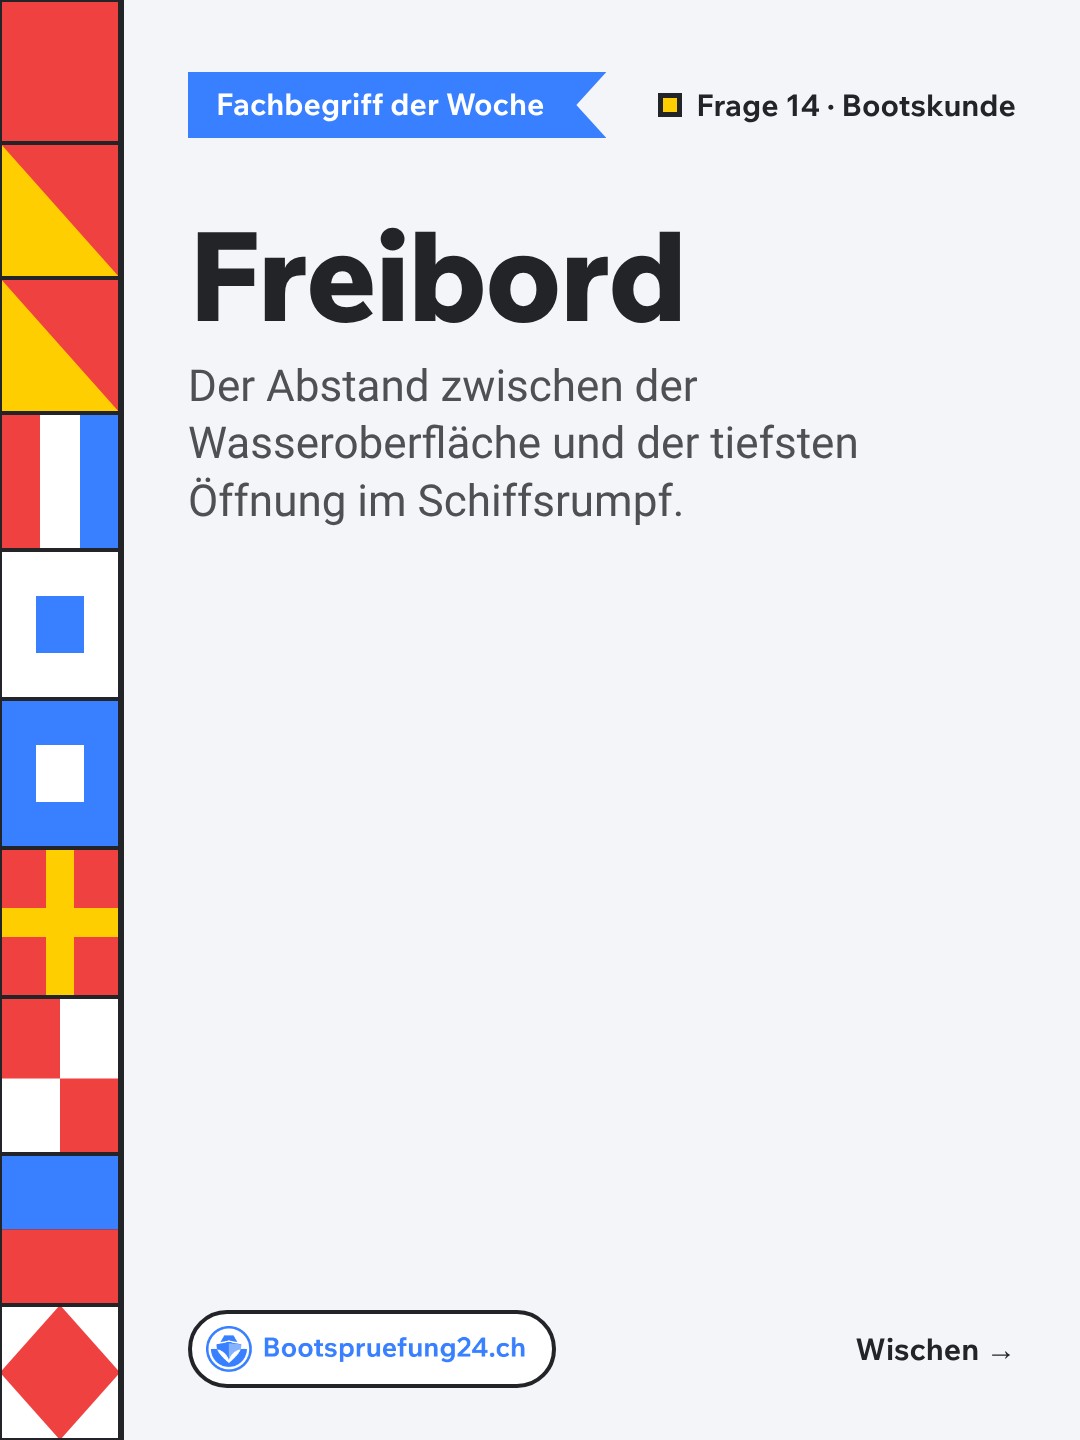 Fachbegriff der Woche
Frage 14 · Bootskunde
Freibord
Der Abstand zwischen der
Wasseroberfläche und der tiefsten
Öffnung im Schiffsrumpf.
Bootspruefung24.ch
Wischen →